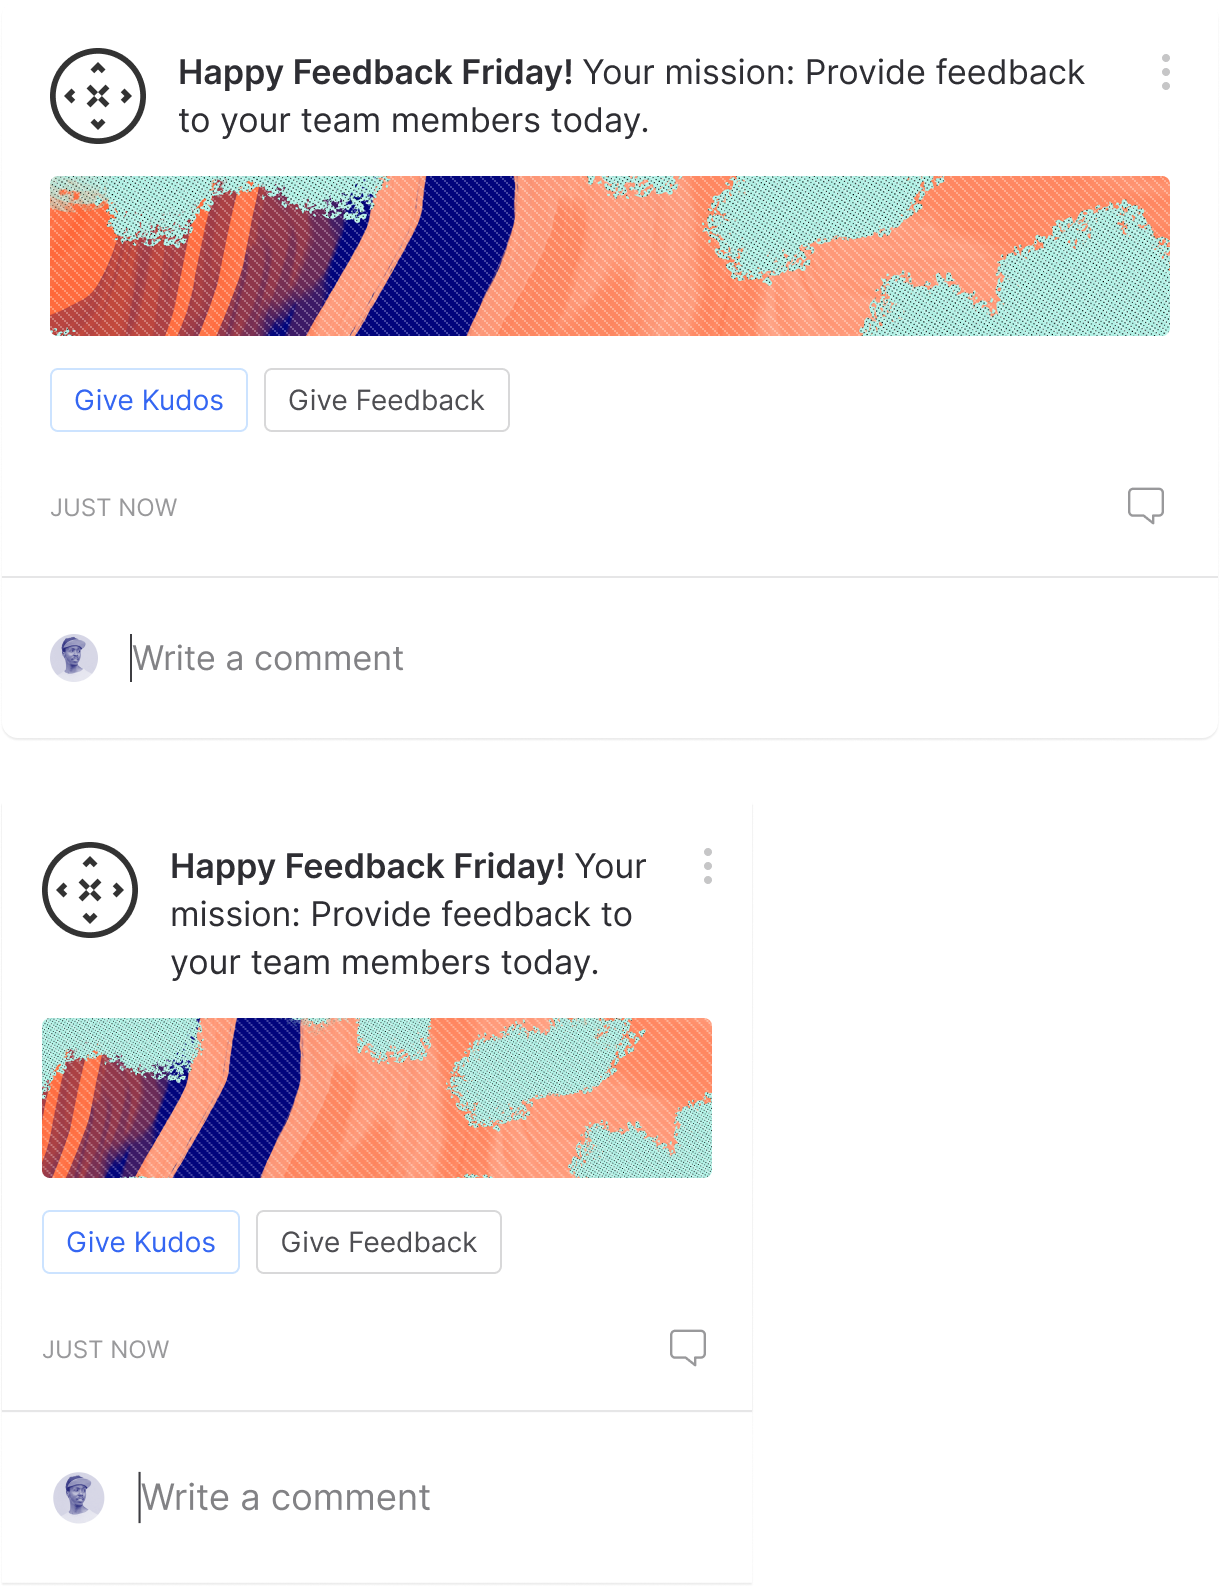 Happy Feedback Friday! Your mission: Provide feedback
to your team members today.
Give Kudos
Give Feedback
JUST NOW
Write a comment
Happy Feedback Friday! Your
mission: Provide feedback to
your team members today.
Give Kudos
Give Feedback
JUST NOW
Write a comment